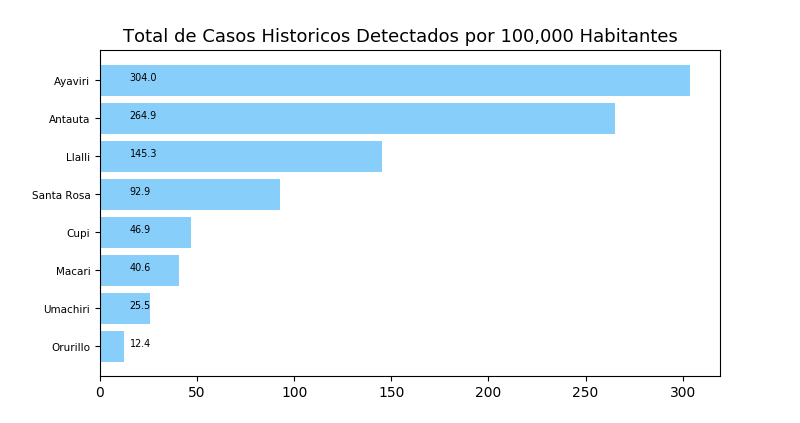 Total de Casos Historicos Detectados por 100,000 Habitantes
Ayaviri 304.0
Antauta 264.9
Llalli 145.3
Santa Rosa 92.9
Cupi 46.9
Macari 40.6
Umachiri 25.5
Orurillo 12.4
0 50 100 150 200 250 300